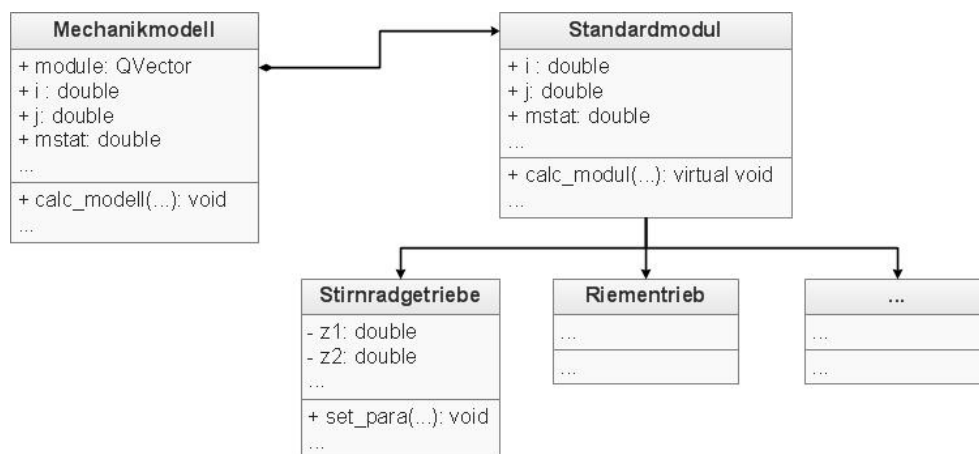 Mechanikmodell
+ module: QVector
+ i : double
+ j: double
+ mstat: double
...
+ calc_modell(...): void
...
Standardmodul
+ i : double
+ j: double
+ mstat: double
...
+ calc_modul(...): virtual void
...
Stirnradgetriebe
- z1: double
- z2: double
...
+ set_para(...): void
...
Riementrieb
...
...
...
...
...